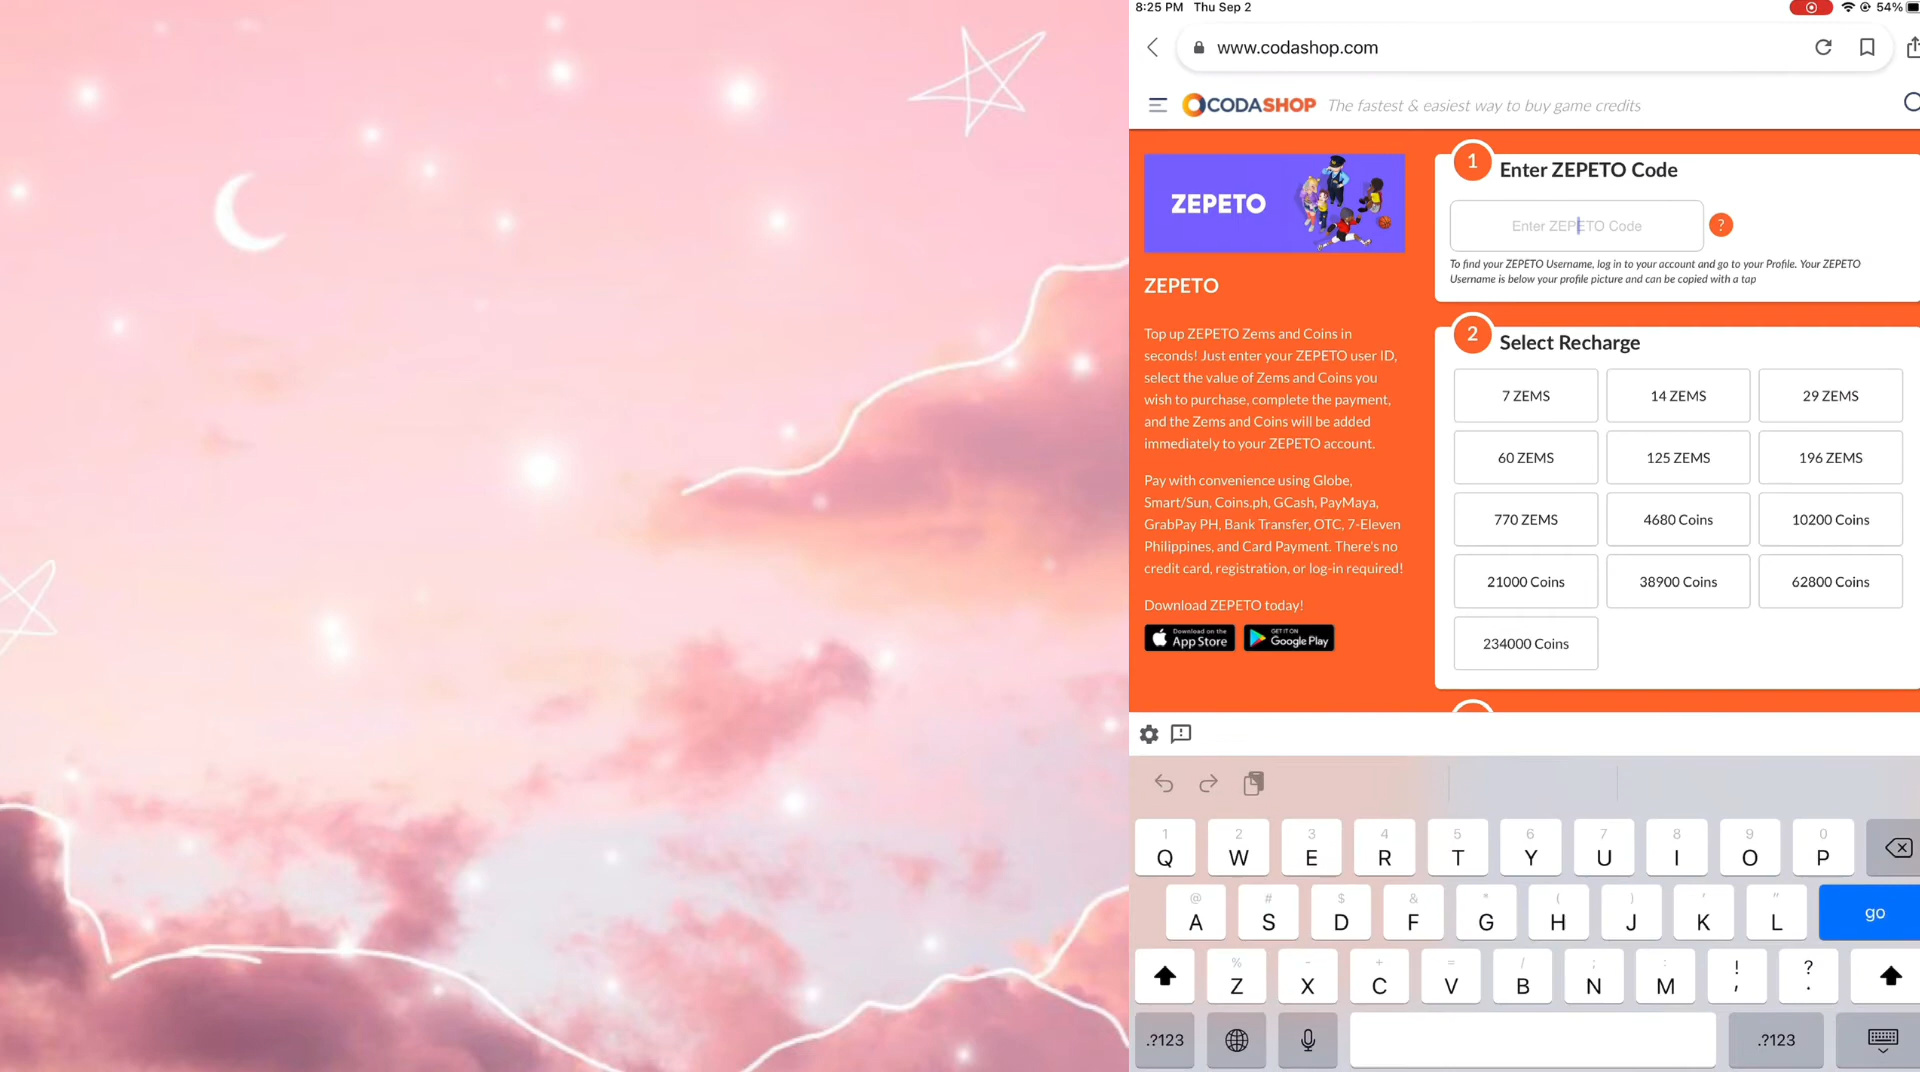 8:25 PM Thu Sep 2
54%
www.codashop.com
CODASHOP The fastest & easiest way to buy game credits
ZEPETO
ZEPETO
Top up ZEPETO Zems and Coins in
seconds! Just enter your ZEPETO user ID,
select the value of Zems and Coins you
wish to purchase, complete the payment,
and the Zems and Coins will be added
immediately to your ZEPETO account.
Pay with convenience using Globe,
Smart/Sun, Coins.ph, GCash, PayMaya,
GrabPay PH, Bank Transfer, OTC, 7-Eleven
Philippines, and Card Payment. There's no
credit card, registration, or log-in required!
Download ZEPETO today!
Download on the
App Store
GET IT ON
Google Play
1 Enter ZEPETO Code
Enter ZEPETO Code ?
To find your ZEPETO Username, log in to your account and go to your Profile. Your ZEPETO
Username is below your profile picture and can be copied with a tap
2 Select Recharge
7 ZEMS 14 ZEMS 29 ZEMS
60 ZEMS 125 ZEMS 196 ZEMS
770 ZEMS 4680 Coins 10200 Coins
21000 Coins 38900 Coins 62800 Coins
234000 Coins
1 2 3 4 5 6 7 8 9 0
Q W E R T Y U I O P
@ # $ & * ( ) ' "
A S D F G H J K L go
% - + = / ; : ! ?
Z X C V B N M , .
.?123 .?123